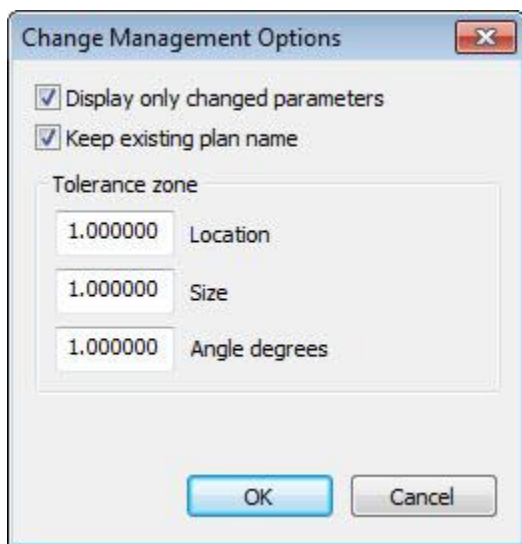 Change Management Options
Display only changed parameters
Keep existing plan name
Tolerance zone
1.000000 Location
1.000000 Size
1.000000 Angle degrees
OK Cancel